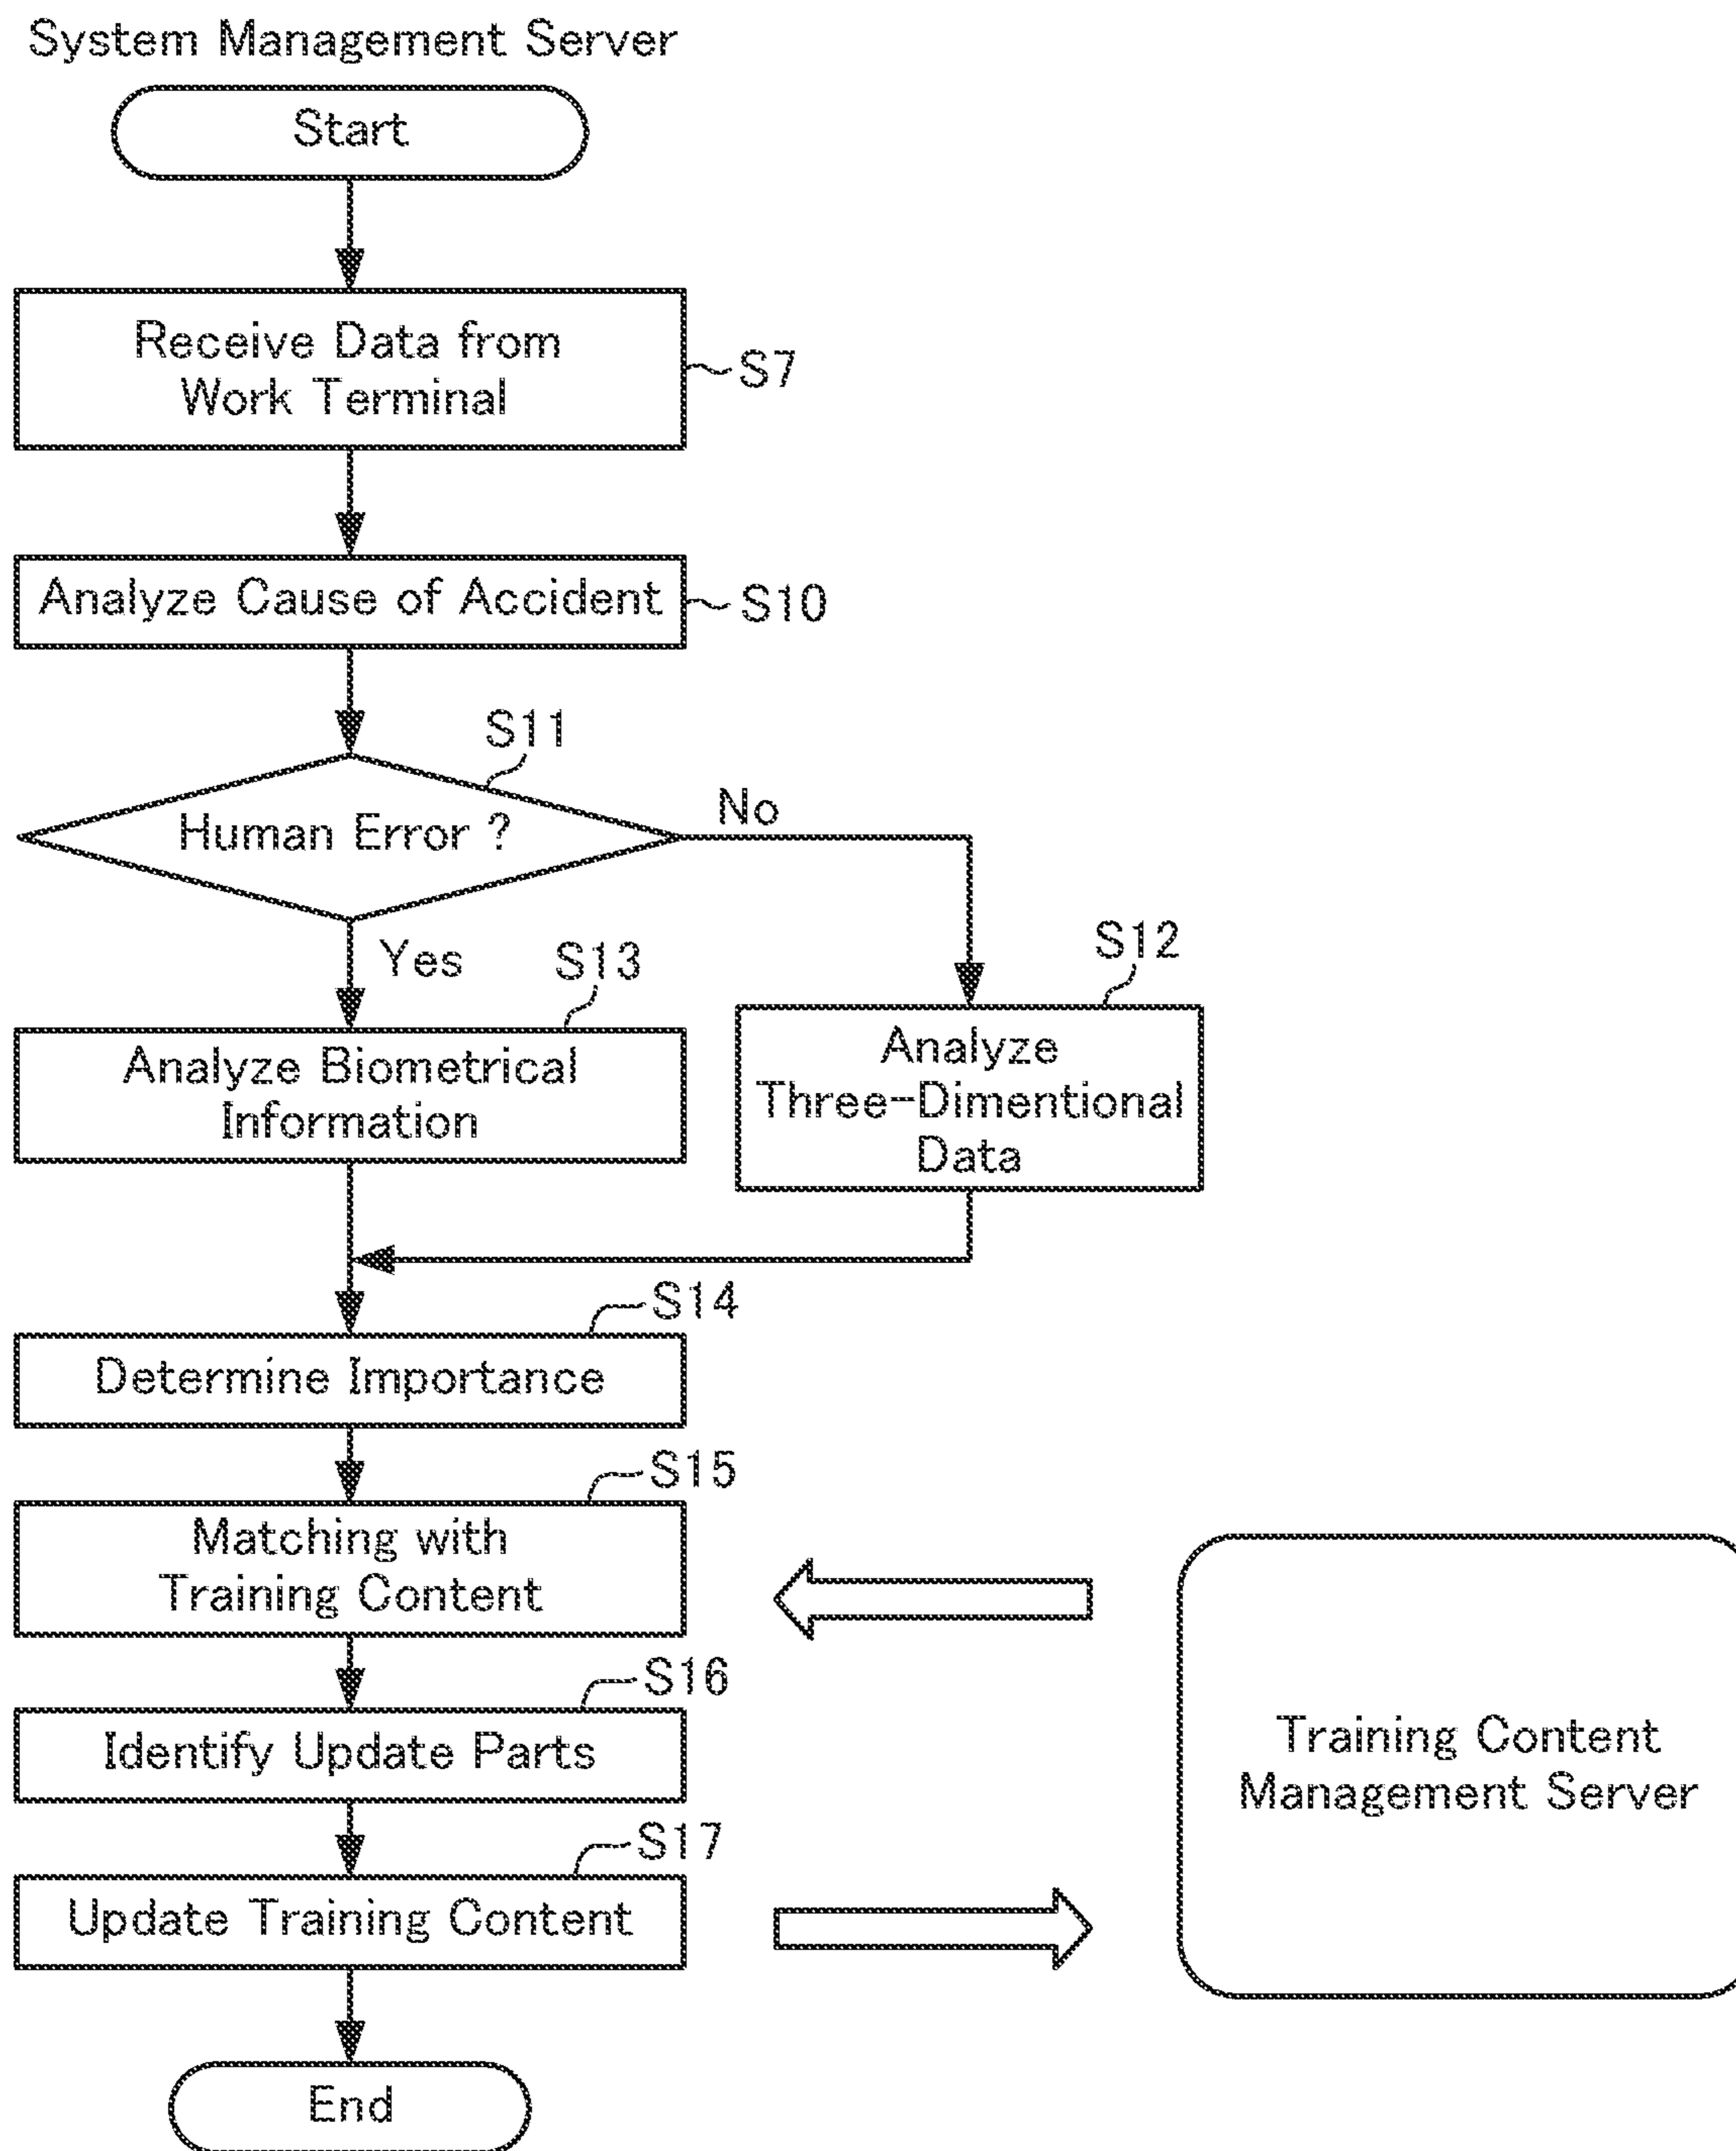 System Management Server
Start
Receive Data from
Work Terminal
S7
Analyze Cause of Accident
S10
S11
Human Error ?
No
Yes
S13
S12
Analyze Biometrical
Information
Analyze
Three-Dimentional
Data
S14
Determine Importance
S15
Matching with
Training Content
S16
Identify Update Parts
Training Content
Management Server
S17
Update Training Content
End